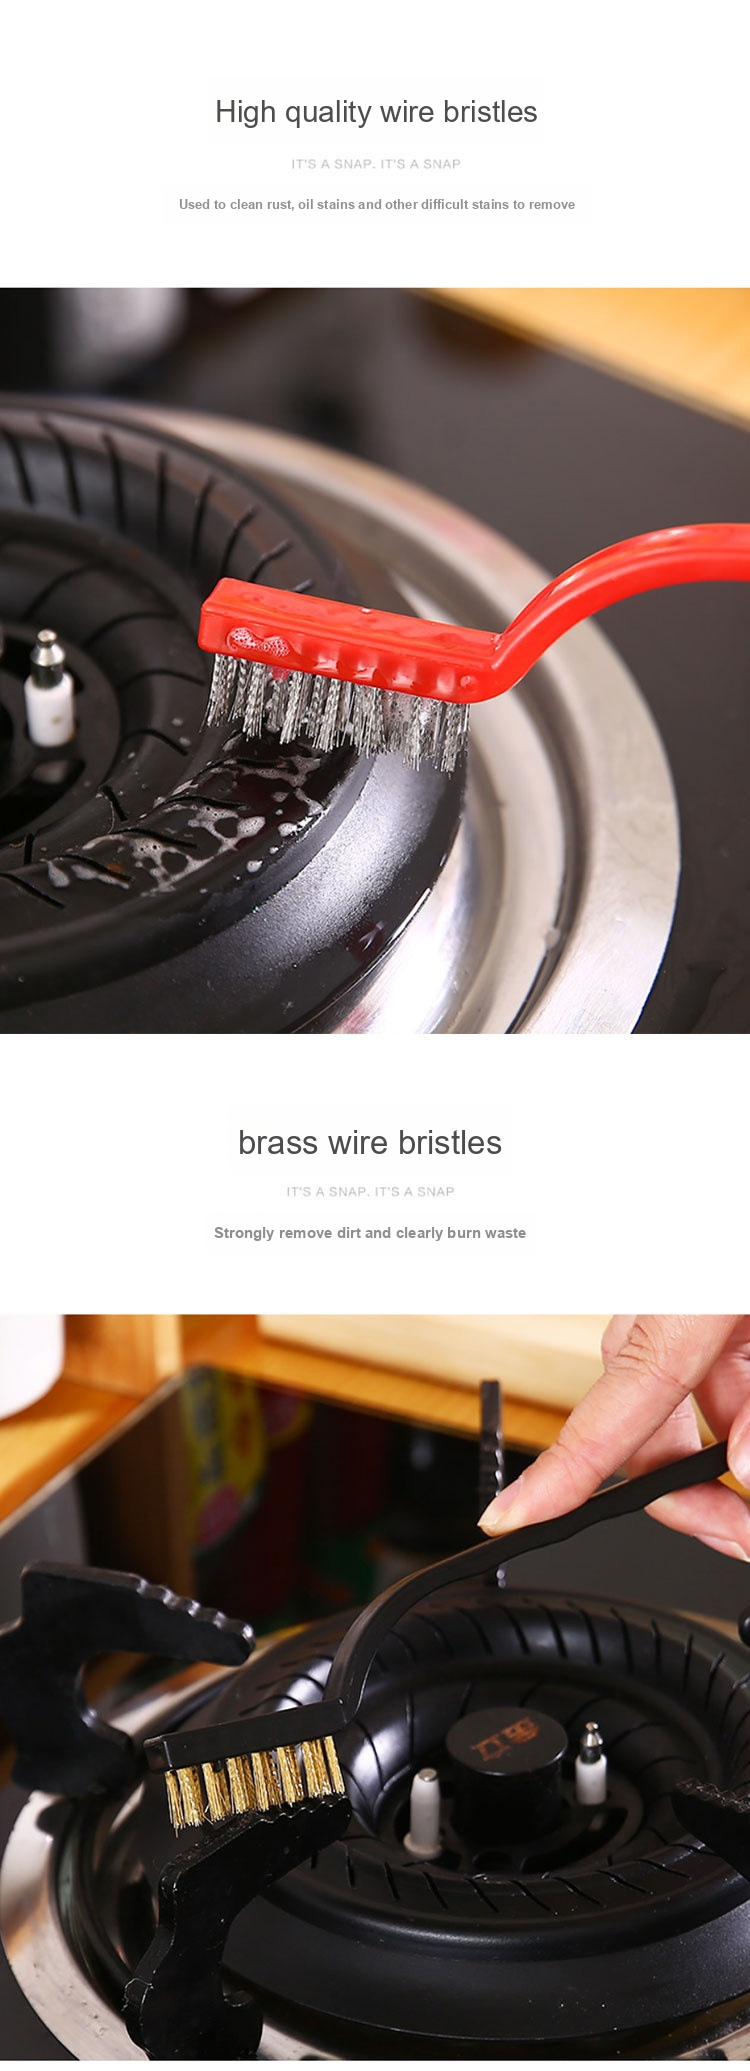 High quality wire bristles
IT'S A SNAP. IT'S A SNAP
Used to clean rust, oil stains and other difficult stains to remove
brass wire bristles
IT'S A SNAP. IT'S A SNAP
Strongly remove dirt and clearly burn waste